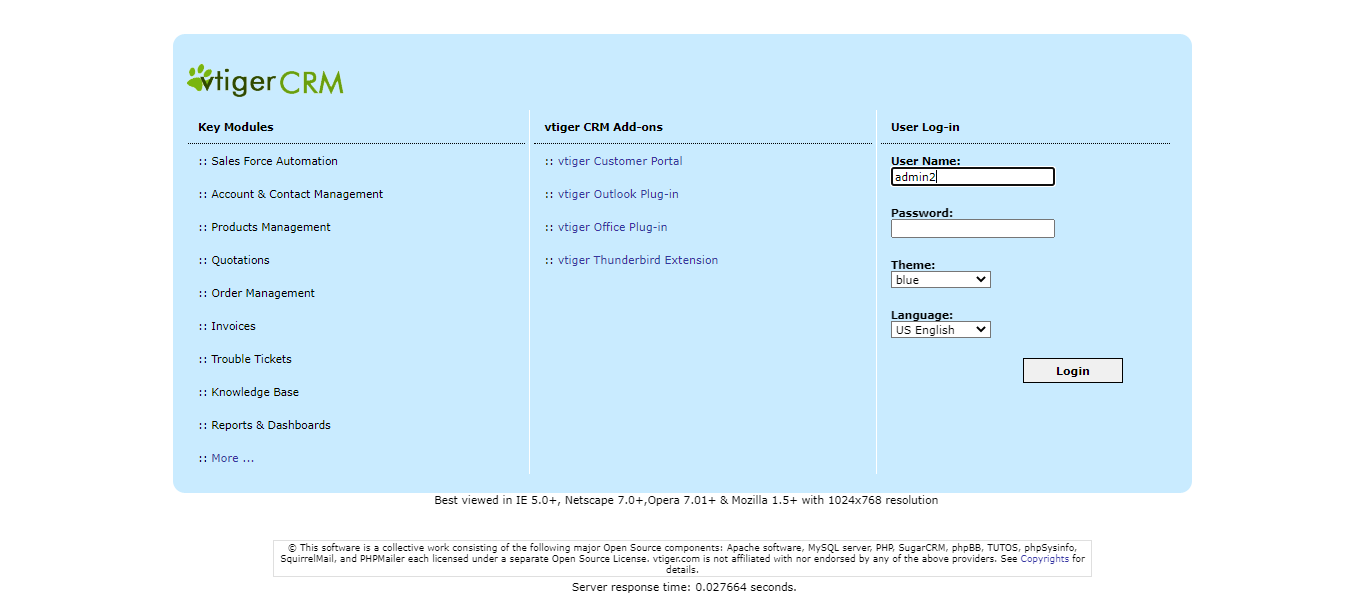 vtiger CRM
Key Modules
:: Sales Force Automation
:: Account & Contact Management
:: Products Management
:: Quotations
:: Order Management
:: Invoices
:: Trouble Tickets
:: Knowledge Base
:: Reports & Dashboards
:: More ...
vtiger CRM Add-ons
:: vtiger Customer Portal
:: vtiger Outlook Plug-in
:: vtiger Office Plug-in
:: vtiger Thunderbird Extension
User Log-in
User Name:
admin2
Password:
Theme:
blue
Language:
US English
Login
Best viewed in IE 5.0+, Netscape 7.0+,Opera 7.01+ & Mozilla 1.5+ with 1024x768 resolution
© This software is a collective work consisting of the following major Open Source components: Apache software, MySQL server, PHP, SugarCRM, phpBB, TUTOS, phpSysinfo,
SquirrelMail, and PHPMailer each licensed under a separate Open Source License. vtiger.com is not affiliated with nor endorsed by any of the above providers. See Copyrights for
details.
Server response time: 0.027664 seconds.